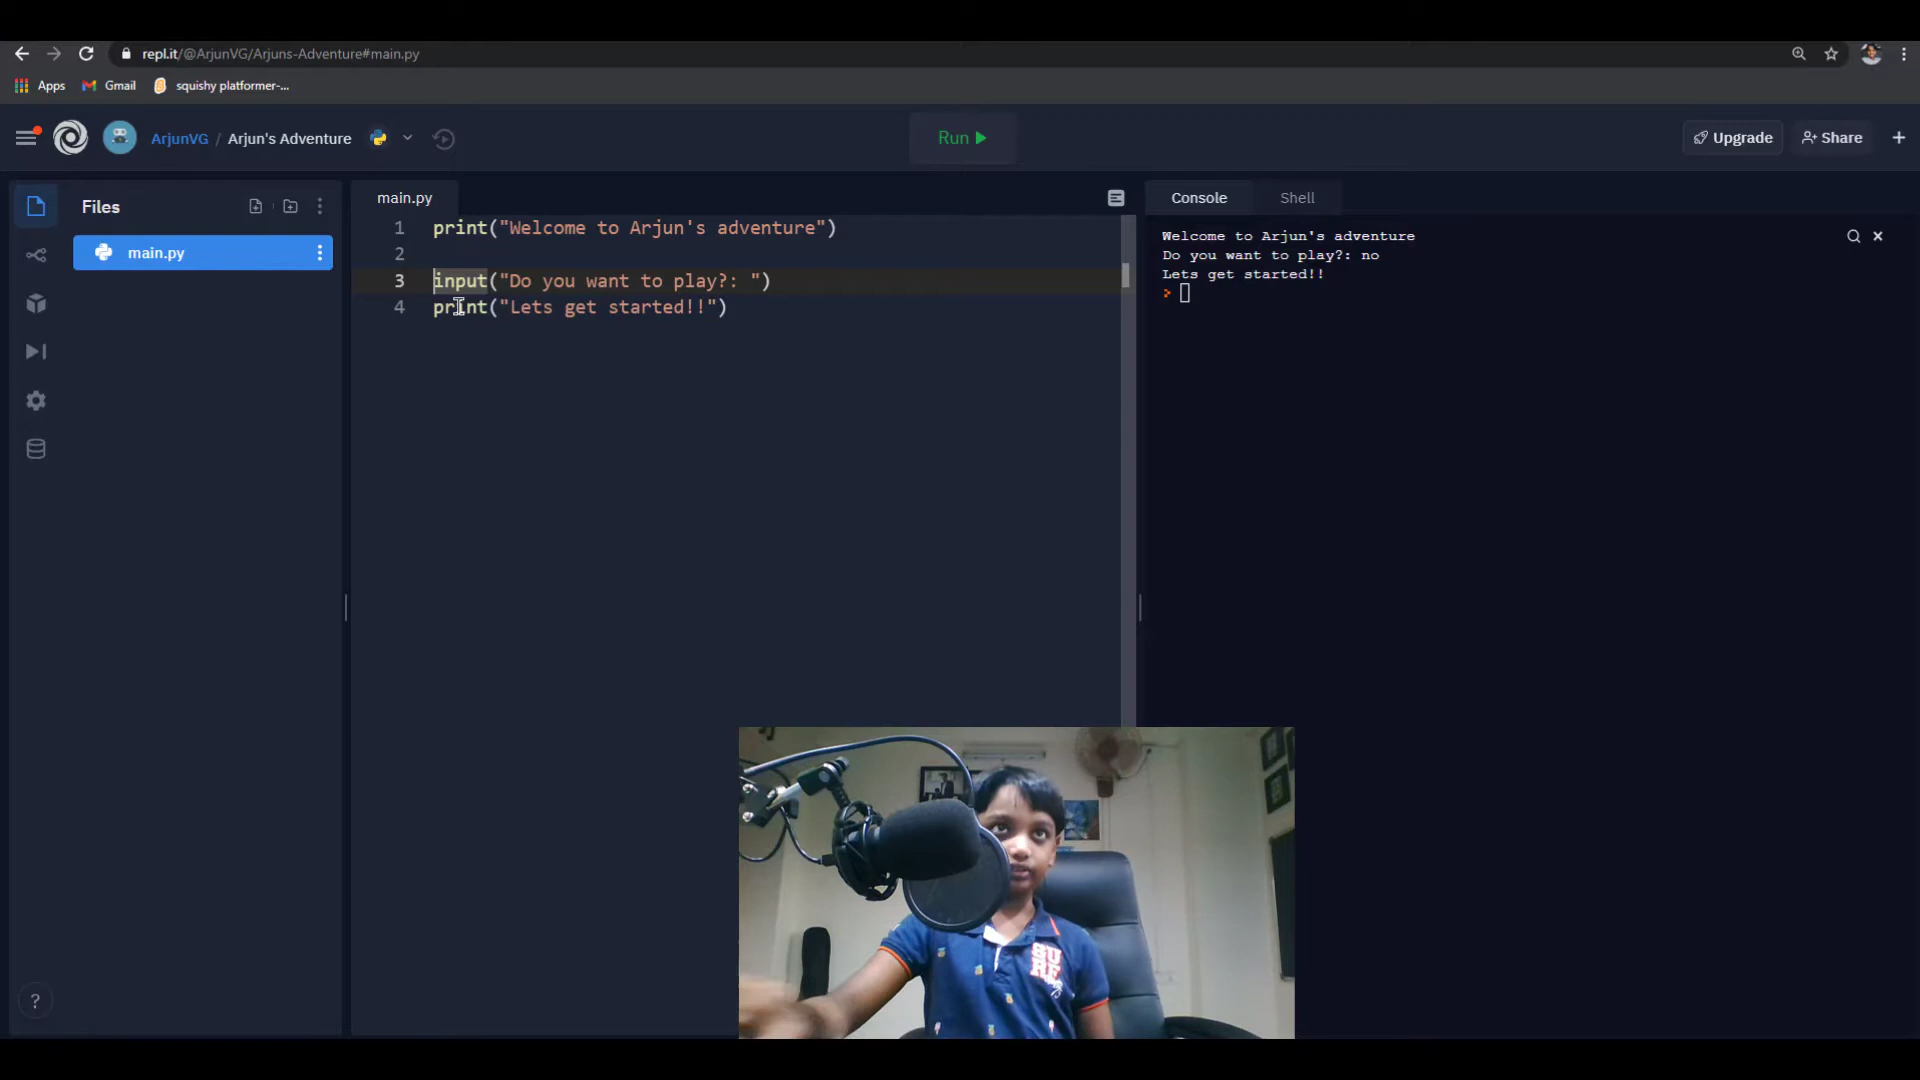 repl.it/@ArjunVG/Arjuns-Adventure#main.py
Apps Gmail squishy platformer-...
ArjunVG / Arjun's Adventure Run Upgrade Share +
Files
main.py
main.py
1 print("Welcome to Arjun's adventure")
2
3 input("Do you want to play?: ")
4 print("Lets get started!!")
Console Shell
Welcome to Arjun's adventure
Do you want to play?: no
Lets get started!!
>
?
SU
RF